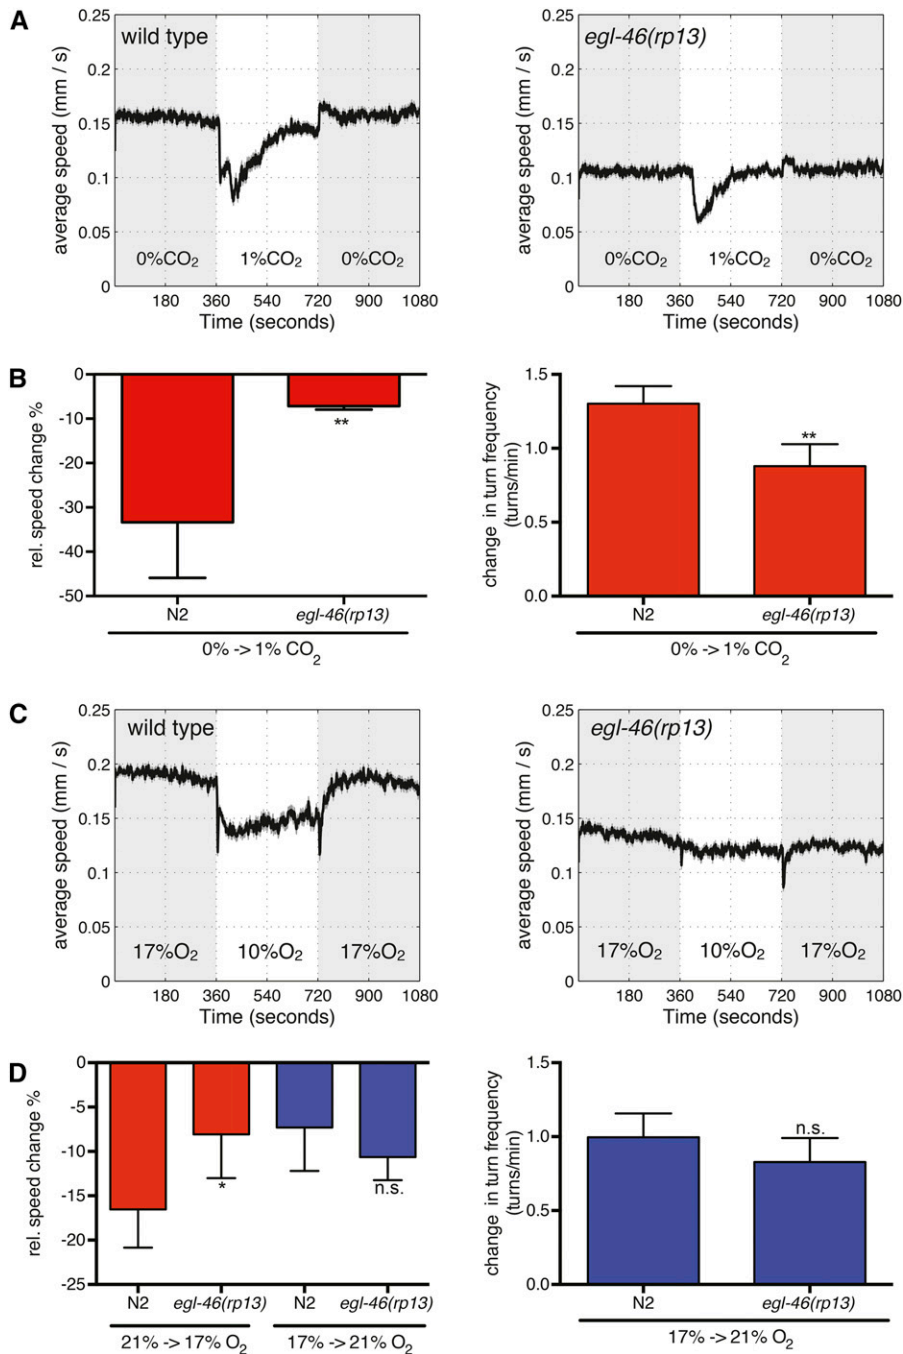 A
wild type
average speed (mm / s)
0.25
0.2
0.15
0.1
0.05
0
0%CO2
1%CO2
0%CO2
180
360
540
720
900
1080
Time (seconds)
egl-46(rp13)
average speed (mm / s)
0.25
0.2
0.15
0.1
0.05
0
0%CO2
1%CO2
0%CO2
180
360
540
720
900
1080
Time (seconds)
B
rel. speed change %
0
-10
-20
-30
-40
-50
**
N2
egl-46(rp13)
0% -> 1% CO2
change in turn frequency
(turns/min)
1.5
1.0
0.5
0.0
**
N2
egl-46(rp13)
0% -> 1% CO2
C
wild type
average speed (mm / s)
0.25
0.2
0.15
0.1
0.05
0
17%O2
10%O2
17%O2
180
360
540
720
900
1080
Time (seconds)
egl-46(rp13)
average speed (mm / s)
0.25
0.2
0.15
0.1
0.05
0
17%O2
10%O2
17%O2
180
360
540
720
900
1080
Time (seconds)
D
rel. speed change %
0
-5
-10
-15
-20
-25
*
n.s.
N2
egl-46(rp13)
N2
egl-46(rp13)
21% -> 17% O2
17% -> 21% O2
change in turn frequency
(turns/min)
1.5
1.0
0.5
0.0
n.s.
N2
egl-46(rp13)
17% -> 21% O2